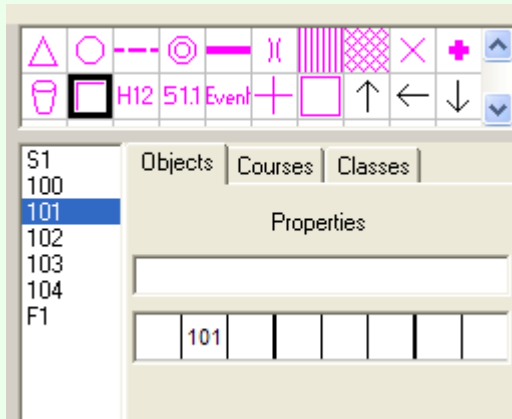 H12 51.1 Event
S1
100
101
102
103
104
F1
Objects Courses Classes
Properties
101